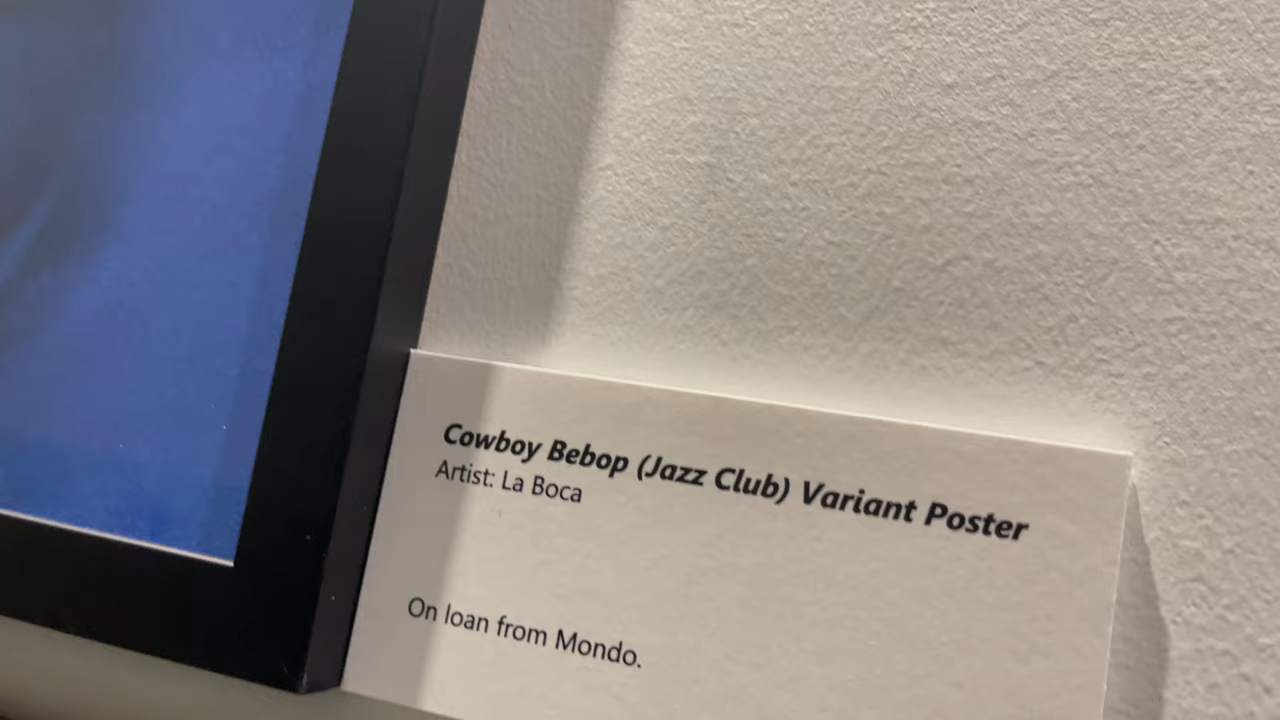 Cowboy Bebop (Jazz Club) Variant Poster
Artist: La Boca
On loan from Mondo.